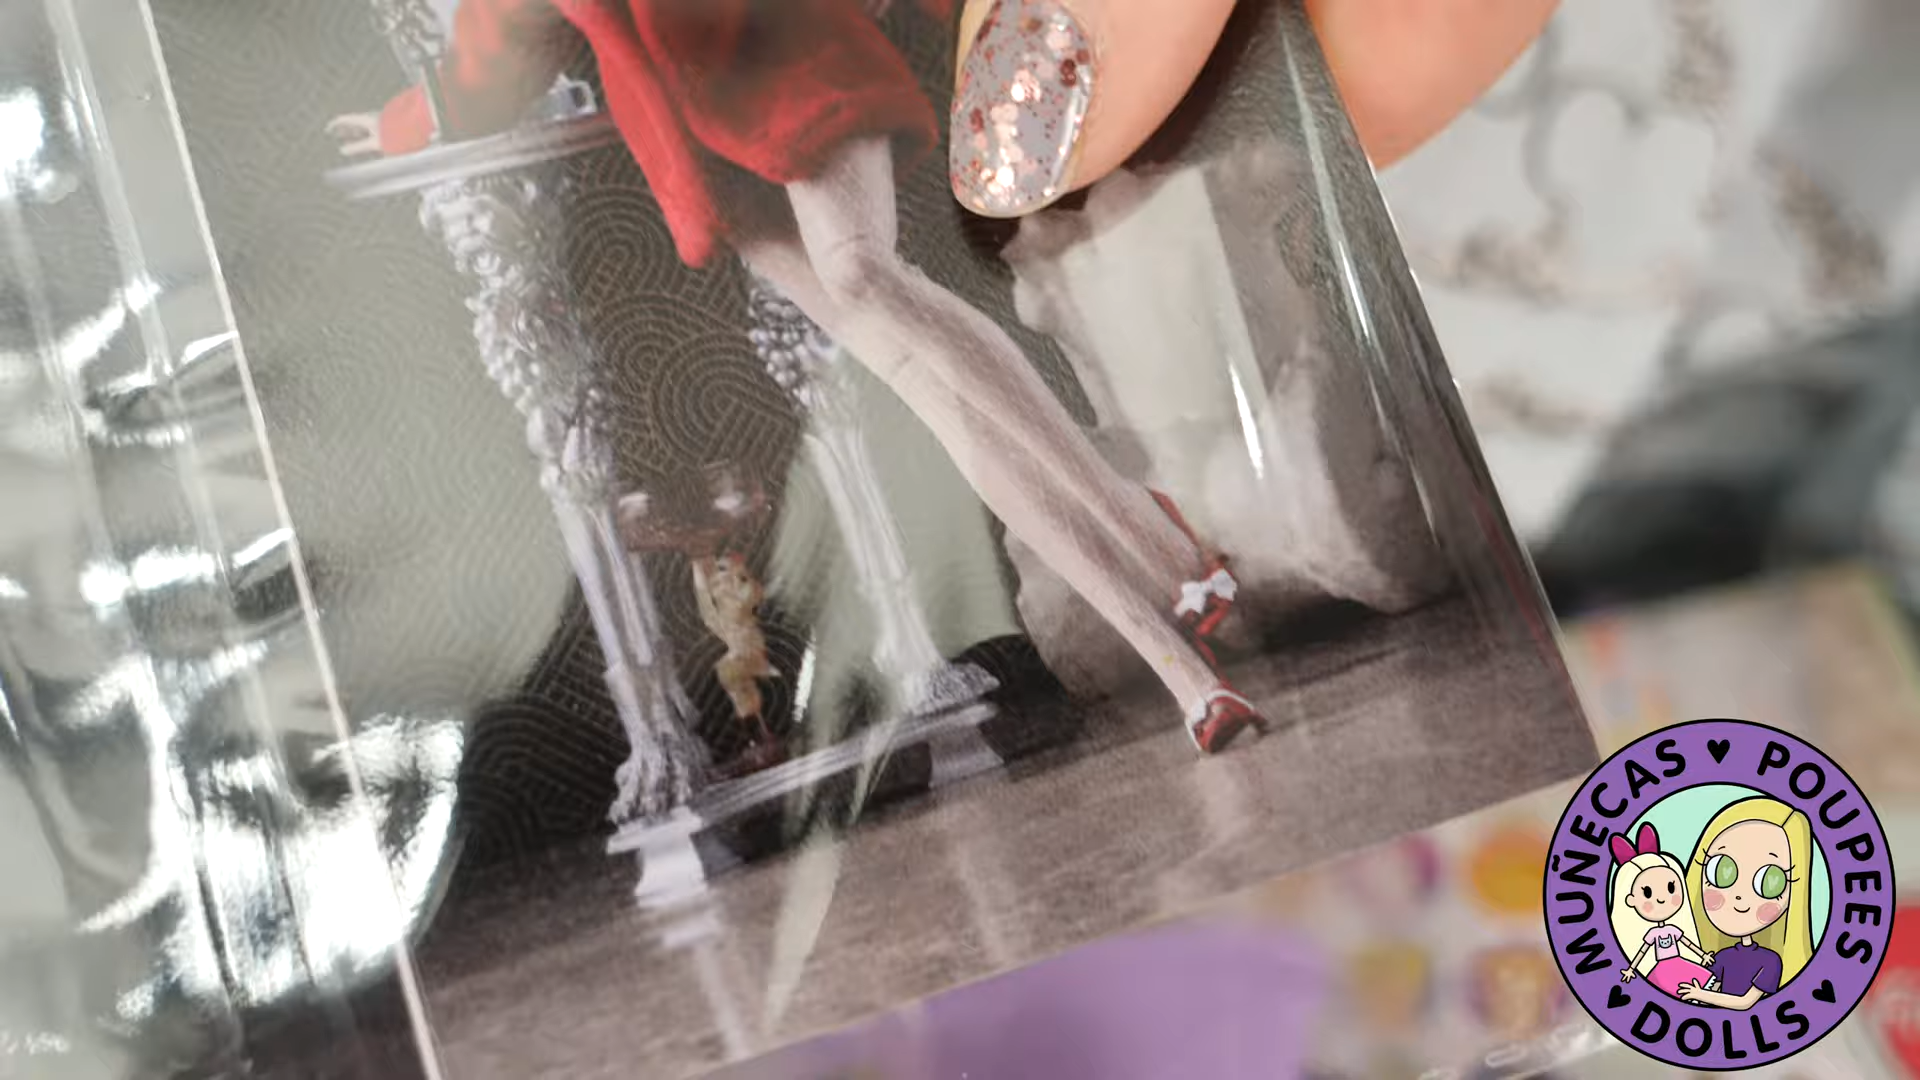 MUÑECAS ♥ POUPEES ♥ DOLLS ♥